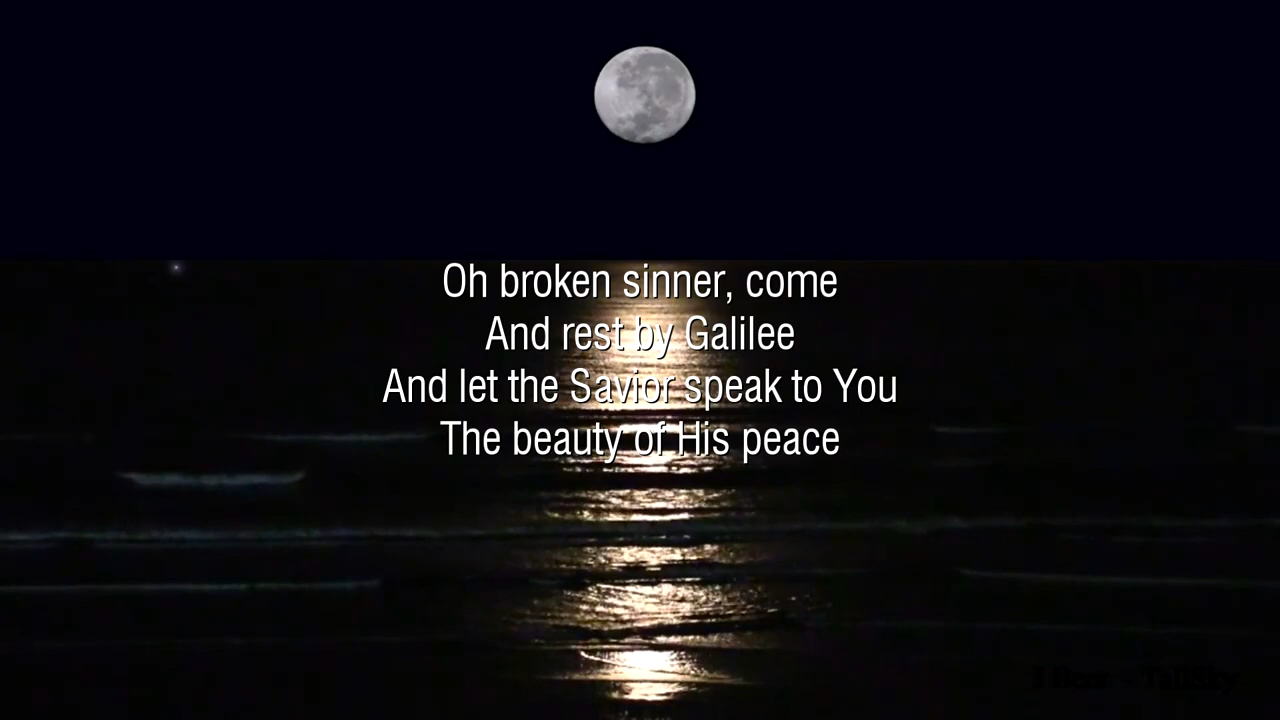 Oh broken sinner, come
And rest by Galilee
And let the Savior speak to You
The beauty of His peace